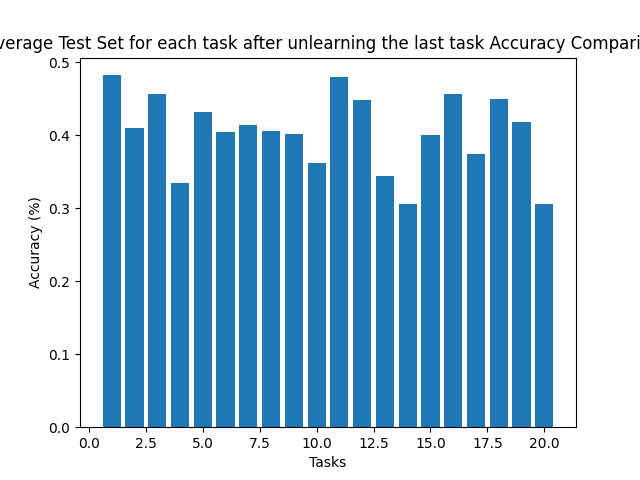 verage Test Set for each task after unlearning the last task Accuracy Compari
0.5
0.4
0.3
0.2
0.1
0.0
Accuracy (%)
0.0 2.5 5.0 7.5 10.0 12.5 15.0 17.5 20.0
Tasks